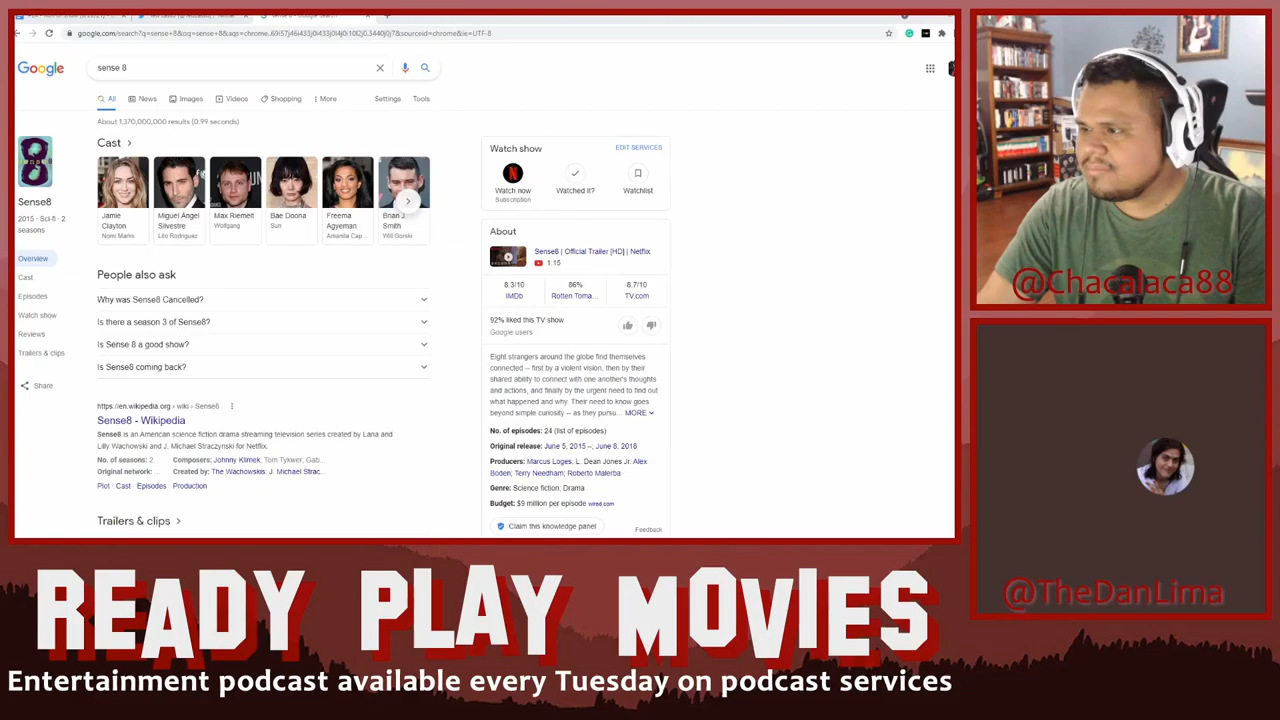 google.com/search?q=sense+8&oq=sense+8&aqs=chrome..69i57j46i433j0i433j0l4j0i10l2j0.3440j0j7&sourceid=chrome&ie=UTF-8
Google
sense 8
All
News
Images
Videos
Shopping
More
Settings
Tools
About 1,370,000,000 results (0.99 seconds)
Sense8
2015 · Sci-fi · 2
seasons
Overview
Cast
Episodes
Watch show
Reviews
Trailers & clips
Share
Cast
Jamie
Clayton
Nomi Marks
Miguel Ángel
Silvestre
Lito Rodriguez
Max Riemelt
Wolfgang
Bae Doona
Sun
Freema
Agyeman
Amanita Cap...
Brian J.
Smith
Will Gorski
People also ask
Why was Sense8 Cancelled?
Is there a season 3 of Sense8?
Is Sense 8 a good show?
Is Sense8 coming back?
https://en.wikipedia.org › wiki › Sense8
Sense8 - Wikipedia
Sense8 is an American science fiction drama streaming television series created by Lana and
Lilly Wachowski and J. Michael Straczynski for Netflix.
No. of seasons: 2
Composers: Johnny Klimek, Tom Tykwer, Gab...
Original network: ...
Created by: The Wachowskis; J. Michael Strac...
Plot · Cast · Episodes · Production
Trailers & clips
Watch show
EDIT SERVICES
N
Watch now
Subscription
Watched it?
Watchlist
About
Sense8 | Official Trailer [HD] | Netflix
1:15
8.3/10
IMDb
86%
Rotten Toma...
8.7/10
TV.com
92% liked this TV show
Google users
Eight strangers around the globe find themselves
connected -- first by a violent vision, then by their
shared ability to connect with one another's thoughts
and actions, and finally by the urgent need to find out
what happened and why. Their need to know goes
beyond simple curiosity -- as they pursu... MORE
No. of episodes: 24 (list of episodes)
Original release: June 5, 2015 –; June 8, 2018
Producers: Marcus Loges, L. Dean Jones Jr. Alex
Boden; Terry Needham; Roberto Malerba
Genre: Science fiction; Drama
Budget: $9 million per episode wired.com
Claim this knowledge panel
Feedback
@Chacalaca88
@TheDanLima
READY PLAY MOVIES
Entertainment podcast available every Tuesday on podcast services